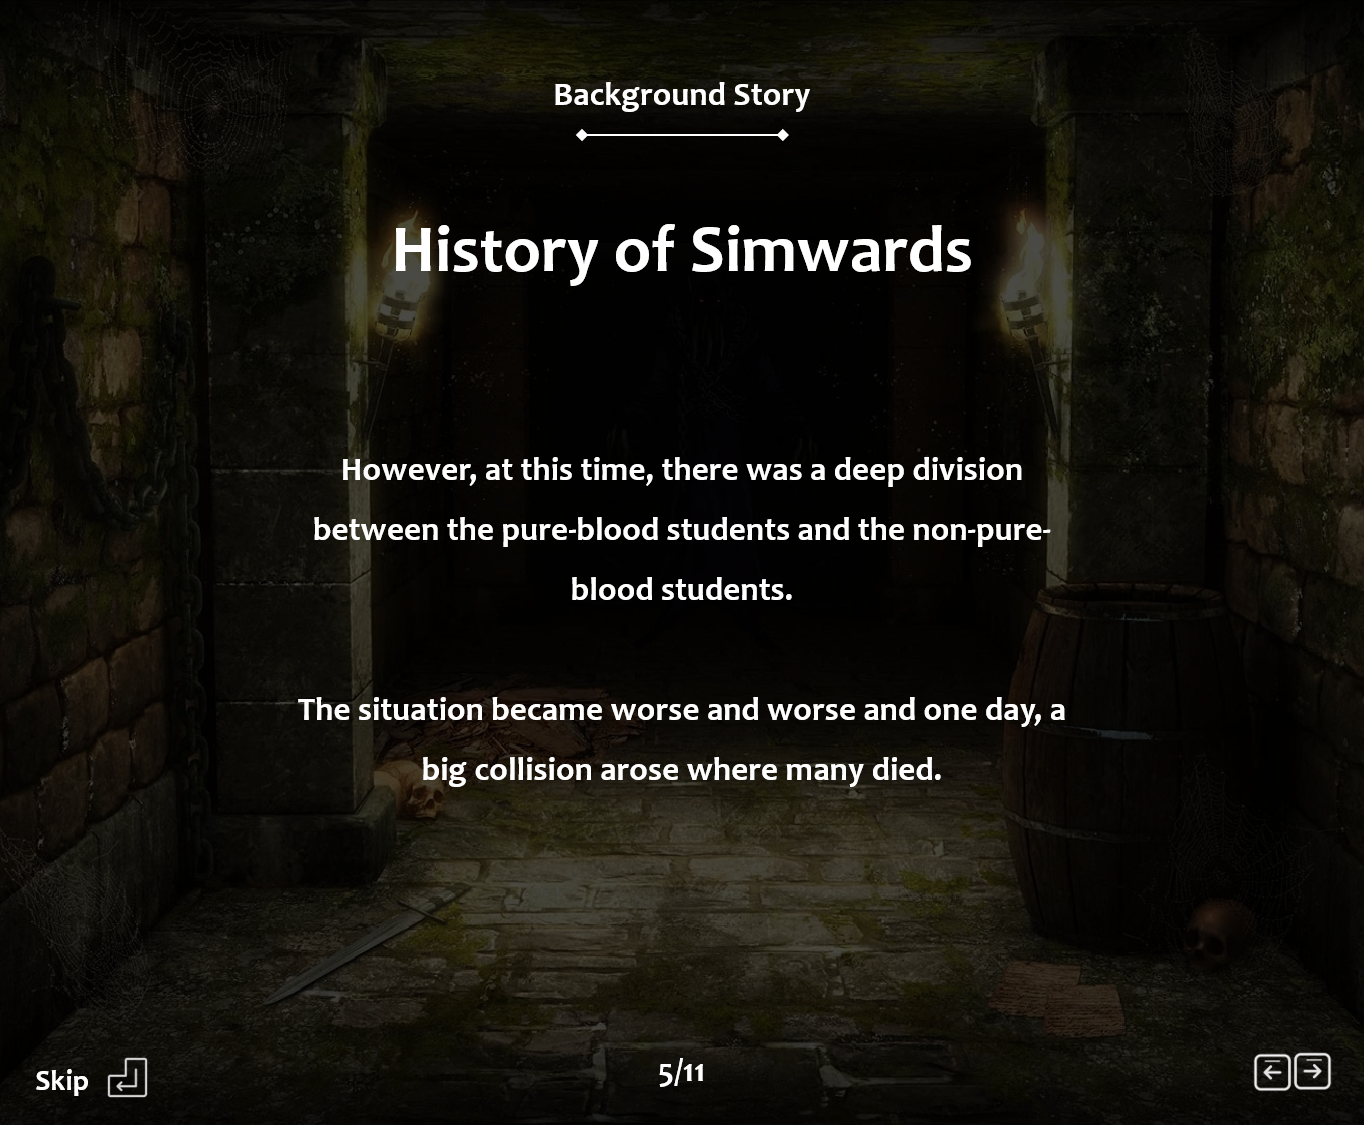 Background Story
History of Simwards
However, at this time, there was a deep division
between the pure-blood students and the non-pure-
blood students.
The situation became worse and worse and one day, a
big collision arose where many died.
Skip
5/11